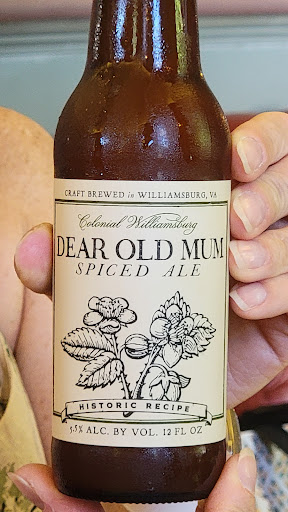 CRAFT BREWED in WILLIAMSBURG, VA
Colonial Williamsburg
DEAR OLD MUM
SPICED ALE
HISTORIC RECIPE
5.5% ALC. BY VOL. 12 FL OZ